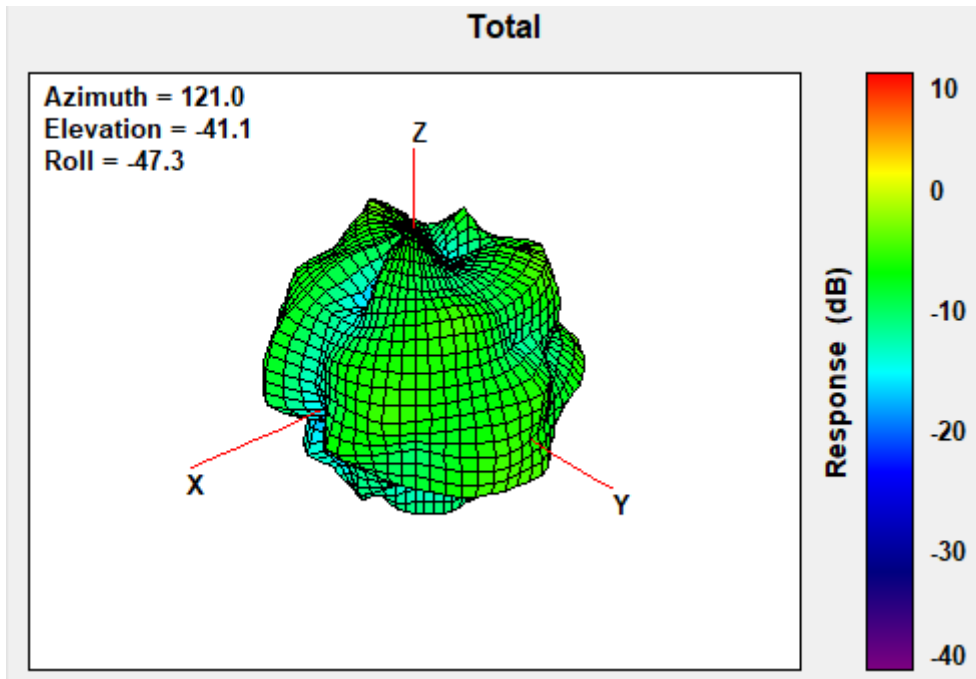 Total
Azimuth = 121.0
Elevation = -41.1
Roll = -47.3
Z
X
Y
10
0
-10
-20
-30
-40
Response (dB)